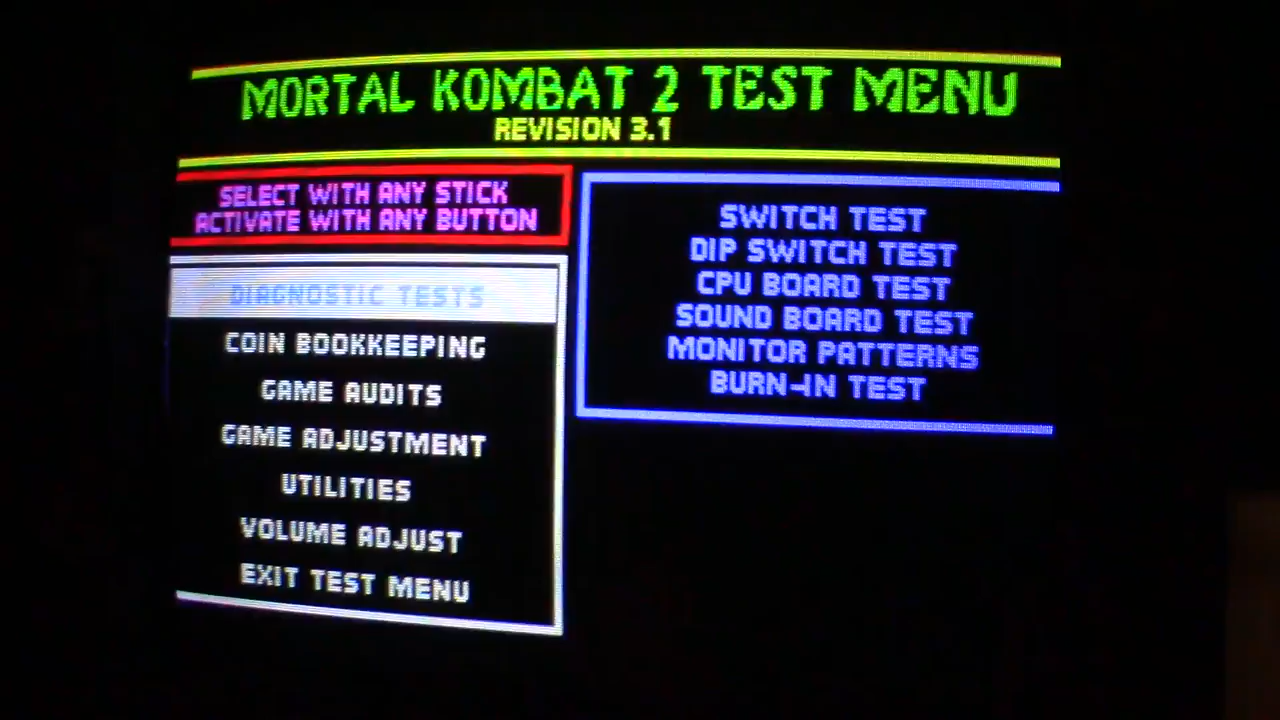 MORTAL KOMBAT 2 TEST MENU
REVISION 3.1
SELECT WITH ANY STICK
ACTIVATE WITH ANY BUTTON
DIAGNOSTIC TESTS
COIN BOOKKEEPING
GAME AUDITS
GAME ADJUSTMENT
UTILITIES
VOLUME ADJUST
EXIT TEST MENU
SWITCH TEST
DIP SWITCH TEST
CPU BOARD TEST
SOUND BOARD TEST
MONITOR PATTERNS
BURN-IN TEST